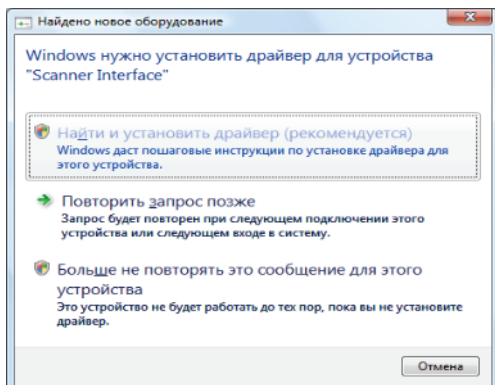 Найдено новое оборудование
Windows нужно установить драйвер для устройства
"Scanner Interface"
Найти и установить драйвер (рекомендуется)
Windows даст пошаговые инструкции по установке драйвера для
этого устройства.
Повторить запрос позже
Запрос будет повторен при следующем подключении этого
устройства или следующем входе в систему.
Больше не повторять это сообщение для этого
устройства
Это устройство не будет работать до тех пор, пока вы не установите
драйвер.
Отмена